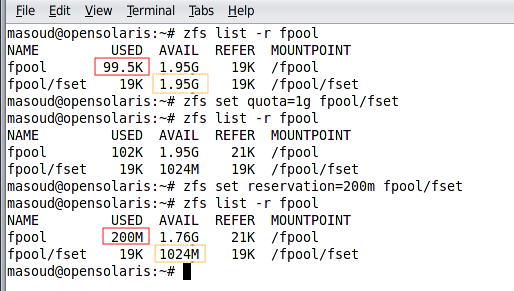 File Edit View Terminal Tabs Help
masoud@opensolaris:~# zfs list -r fpool
NAME USED AVAIL REFER MOUNTPOINT
fpool 99.5K 1.95G 19K /fpool
fpool/fset 19K 1.95G 19K /fpool/fset
masoud@opensolaris:~# zfs set quota=1g fpool/fset
masoud@opensolaris:~# zfs list -r fpool
NAME USED AVAIL REFER MOUNTPOINT
fpool 102K 1.95G 21K /fpool
fpool/fset 19K 1024M 19K /fpool/fset
masoud@opensolaris:~# zfs set reservation=200m fpool/fset
masoud@opensolaris:~# zfs list -r fpool
NAME USED AVAIL REFER MOUNTPOINT
fpool 200M 1.76G 21K /fpool
fpool/fset 19K 1024M 19K /fpool/fset
masoud@opensolaris:~#